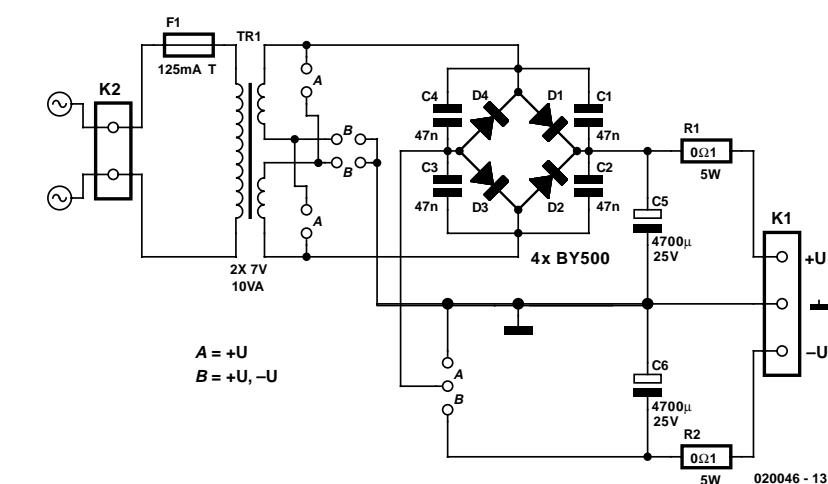 F1
TR1
125mA T
K2
A
B
B
A
2X 7V
10VA
A = +U
B = +U, –U
C4
D4
D1
C1
47n
47n
C3
C2
47n
D3
D2
47n
4x BY500
R1
0Ω1
5W
C5
4700µ
25V
K1
+U
–U
A
B
C6
4700µ
25V
R2
0Ω1
5W
020046 - 13